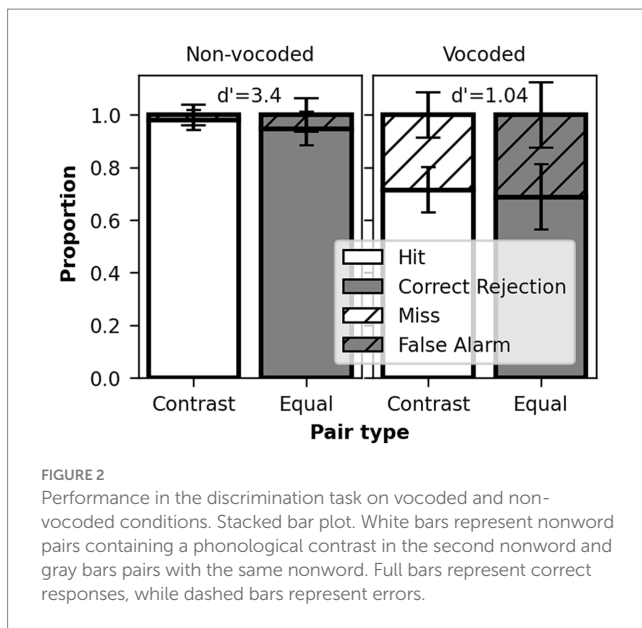 Non-vocoded
Vocoded
d'=3.4
d'=1.04
1.0
0.8
0.6
0.4
0.2
0.0
Proportion
Hit
Correct Rejection
Miss
False Alarm
Contrast
Equal
Contrast
Equal
Pair type
FIGURE 2
Performance in the discrimination task on vocoded and non-
vocoded conditions. Stacked bar plot. White bars represent nonword
pairs containing a phonological contrast in the second nonword and
gray bars pairs with the same nonword. Full bars represent correct
responses, while dashed bars represent errors.